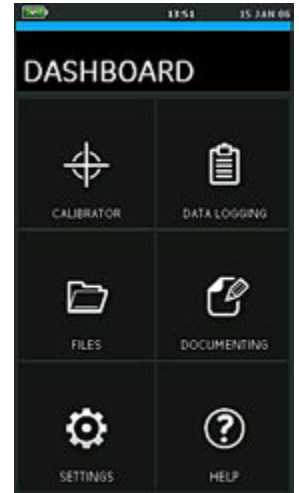 13:51 15 JAN 06
DASHBOARD
CALIBRATOR DATA LOGGING
FILES DOCUMENTING
SETTINGS HELP